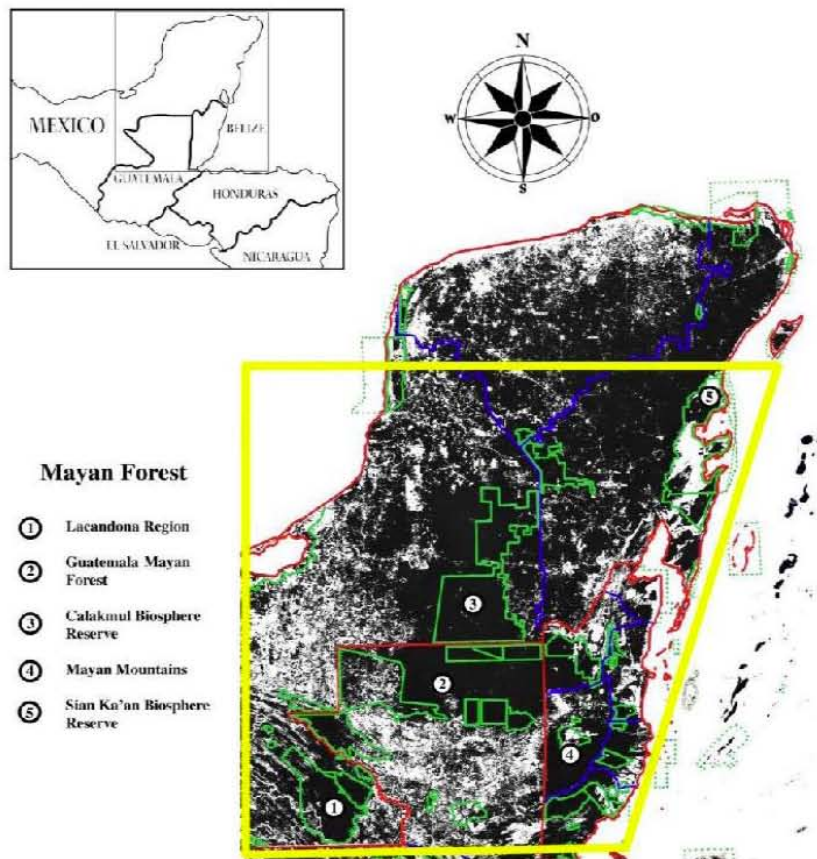 MEXICO
BELIZE
GUATEMALA
HONDURAS
EL SALVADOR
NICARAGUA
N
W
O
S
Mayan Forest
1 Lacandona Region
2 Guatemala Mayan
Forest
3 Calakmul Biosphere
Reserve
4 Mayan Mountains
5 Sian Ka'an Biosphere
Reserve
5
3
2
4
1